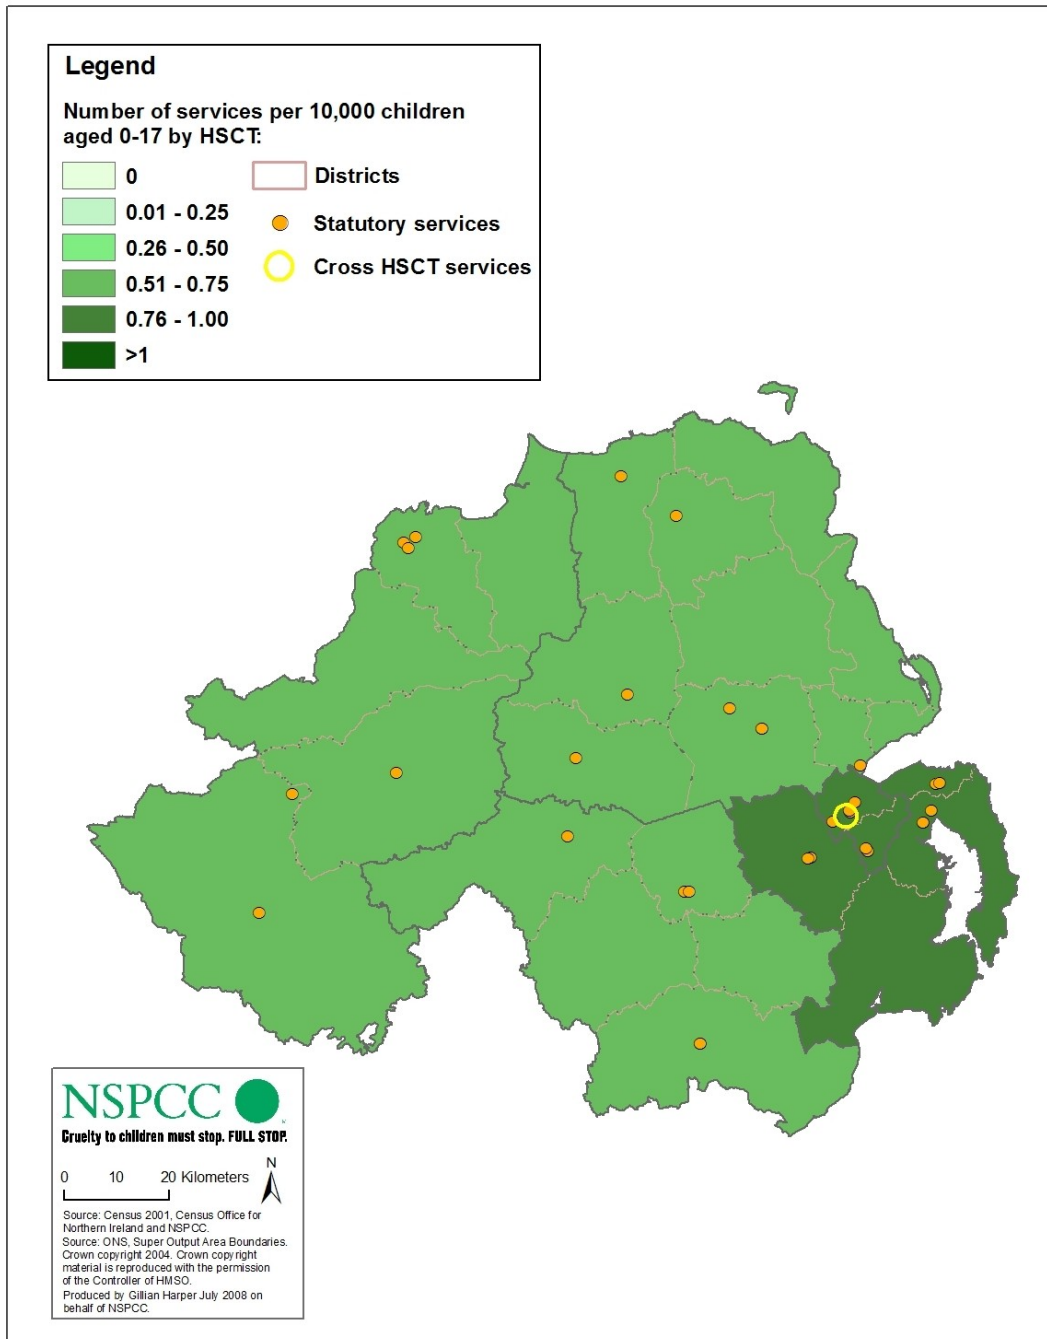 Legend
Number of services per 10,000 children
aged 0-17 by HSCT:
0
0.01 - 0.25
0.26 - 0.50
0.51 - 0.75
0.76 - 1.00
>1
Districts
Statutory services
Cross HSCT services
NSPCC
Cruelty to children must stop. FULL STOP.
0 10 20 Kilometers
N
Source: Census 2001, Census Office for
Northern Ireland and NSPCC.
Source: ONS, Super Output Area Boundaries.
Crown copyright 2004. Crown copyright
material is reproduced with the permission
of the Controller of HMSO.
Produced by Gillian Harper July 2008 on
behalf of NSPCC.